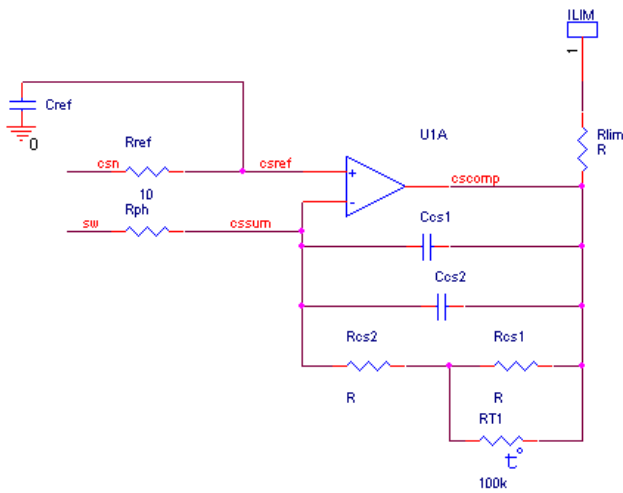 ILIM
1
Cref
0
U1A
Rlim
R
Rref
csn
csref
+
cscomp
10
Rph
-
sw
cssum
Ccs1
Ccs2
Rcs2
Rcs1
R
R
RT1
t°
100k